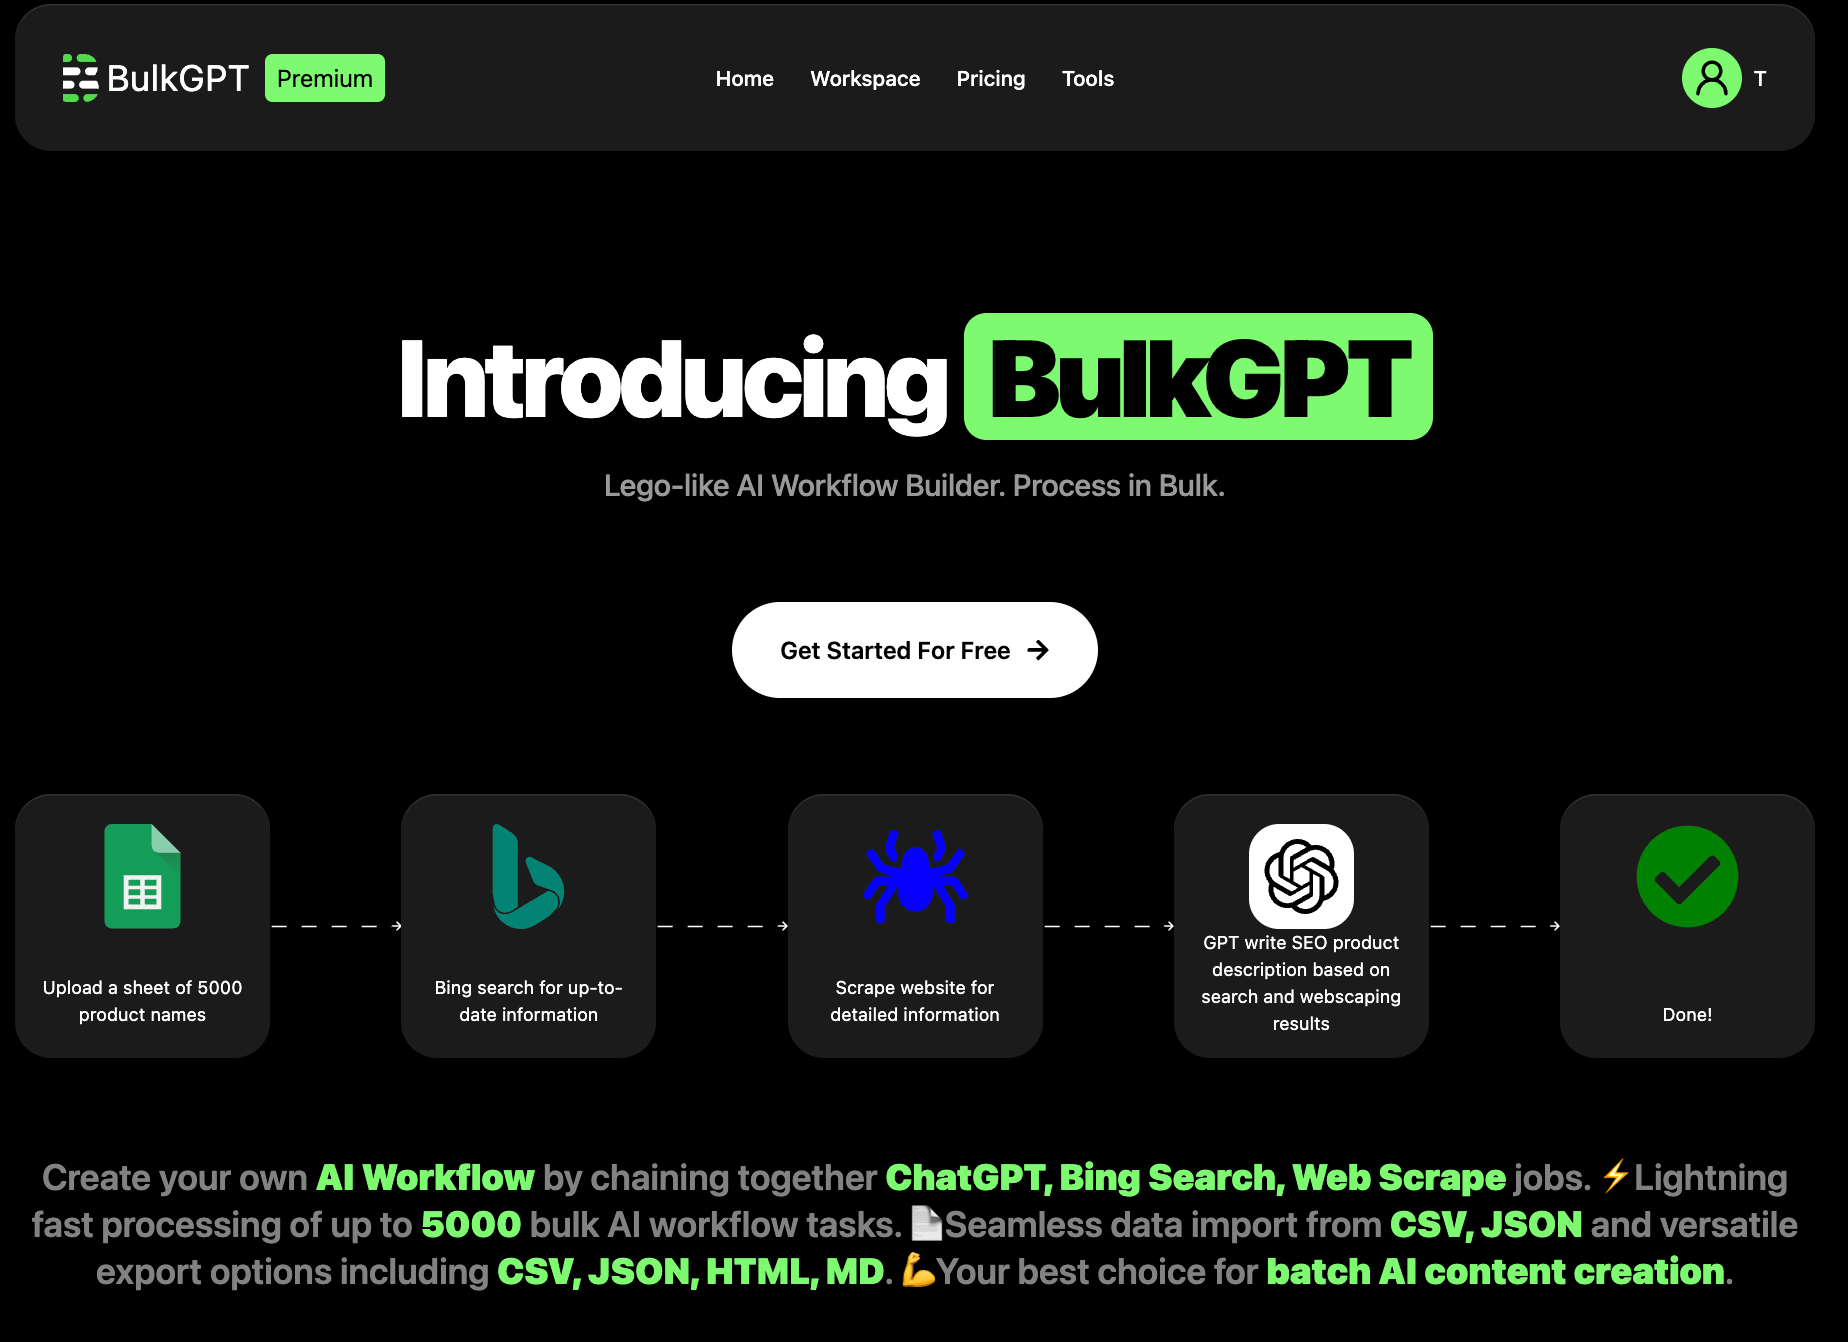 BulkGPT Premium
Home Workspace Pricing Tools
T
Introducing BulkGPT
Lego-like AI Workflow Builder. Process in Bulk.
Get Started For Free →
Upload a sheet of 5000
product names
Bing search for up-to-
date information
Scrape website for
detailed information
GPT write SEO product
description based on
search and webscaping
results
Done!
Create your own AI Workflow by chaining together ChatGPT, Bing Search, Web Scrape jobs. ⚡Lightning
fast processing of up to 5000 bulk AI workflow tasks. 📄Seamless data import from CSV, JSON and versatile
export options including CSV, JSON, HTML, MD. 💪Your best choice for batch AI content creation.